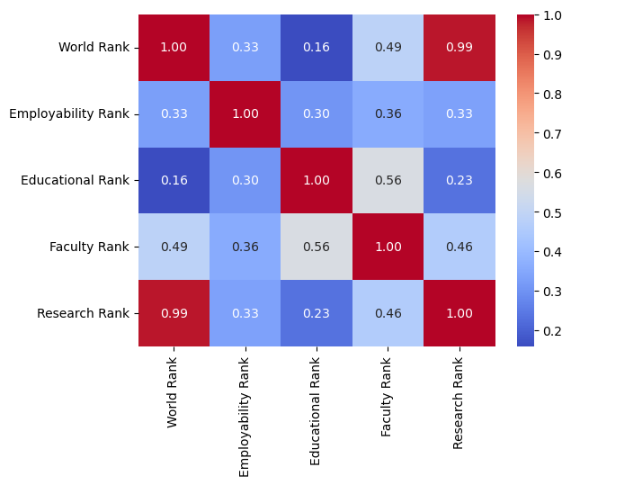 World Rank 1.00 0.33 0.16 0.49 0.99
Employability Rank 0.33 1.00 0.30 0.36 0.33
Educational Rank 0.16 0.30 1.00 0.56 0.23
Faculty Rank 0.49 0.36 0.56 1.00 0.46
Research Rank 0.99 0.33 0.23 0.46 1.00
World Rank
Employability Rank
Educational Rank
Faculty Rank
Research Rank
1.0
0.9
0.8
0.7
0.6
0.5
0.4
0.3
0.2